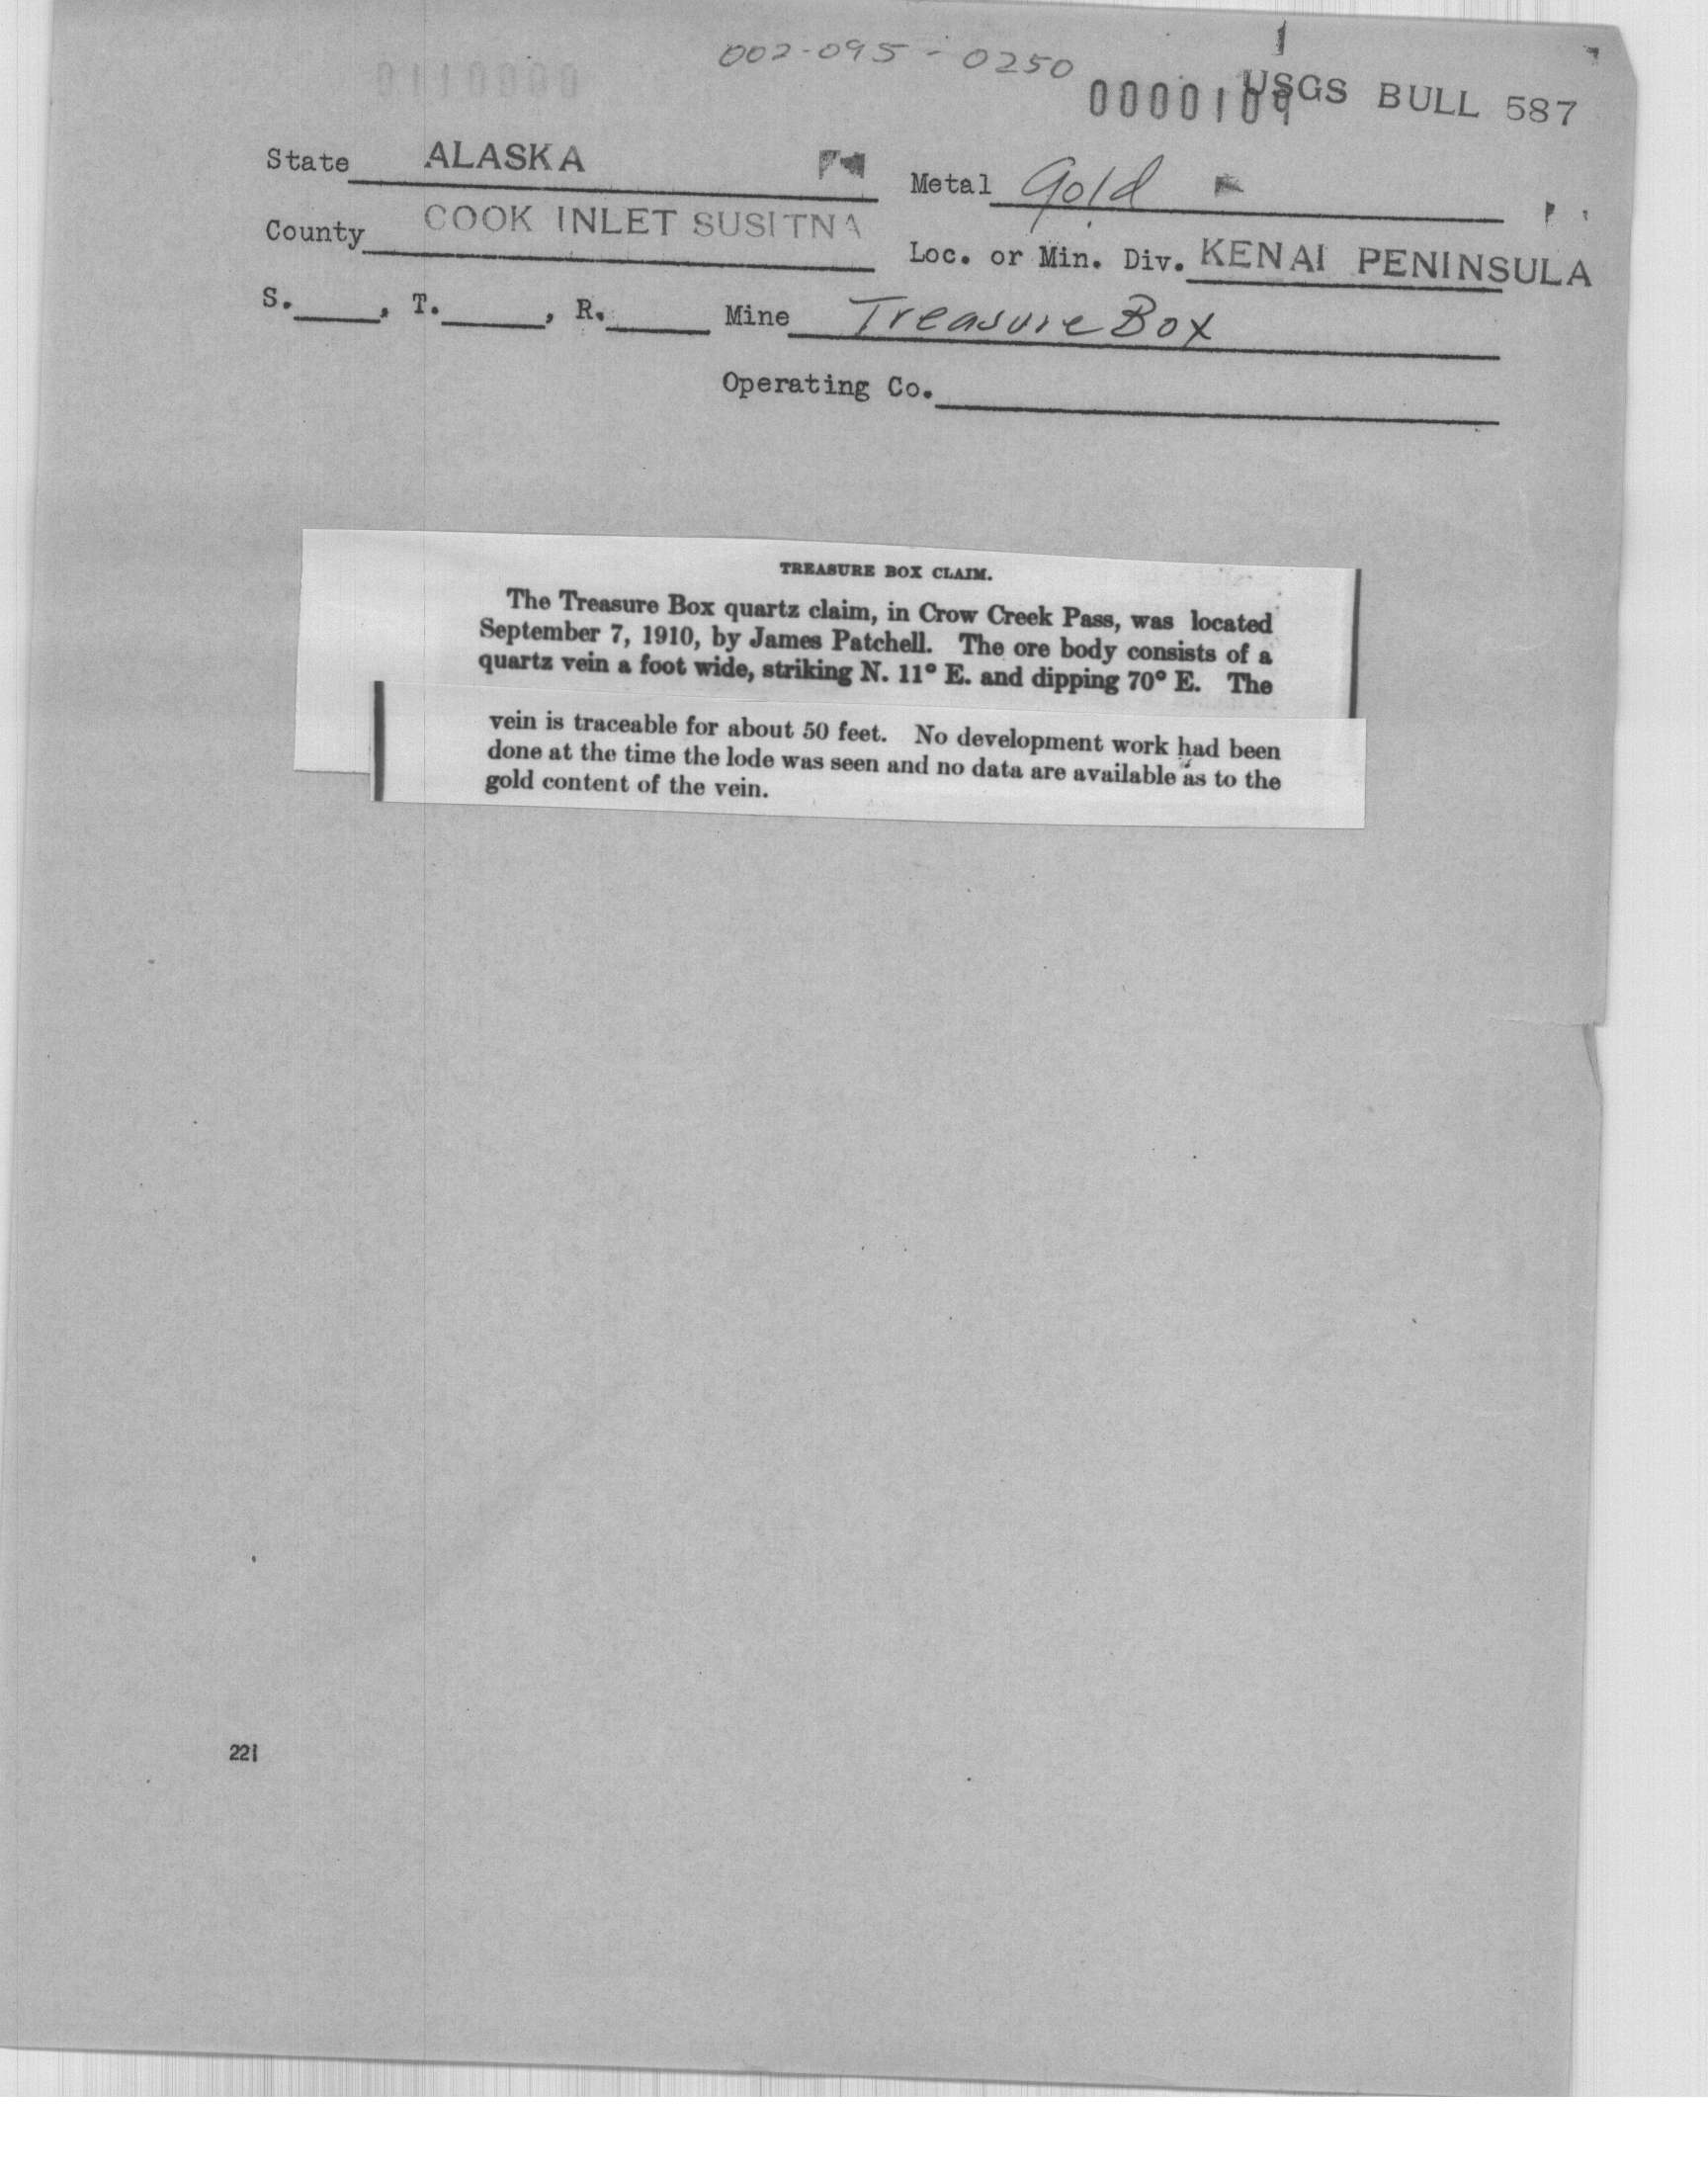 002-095-0250
0110000
0000109 USGS BULL 587
State ALASKA Metal Gold
County COOK INLET SUSITNA Loc. or Min. Div. KENAI PENINSULA
S._____, T._____, R._____ Mine Treasure Box
Operating Co.
TREASURE BOX CLAIM.
The Treasure Box quartz claim, in Crow Creek Pass, was located
September 7, 1910, by James Patchell. The ore body consists of a
quartz vein a foot wide, striking N. 11° E. and dipping 70° E. The
vein is traceable for about 50 feet. No development work had been
done at the time the lode was seen and no data are available as to the
gold content of the vein.
221